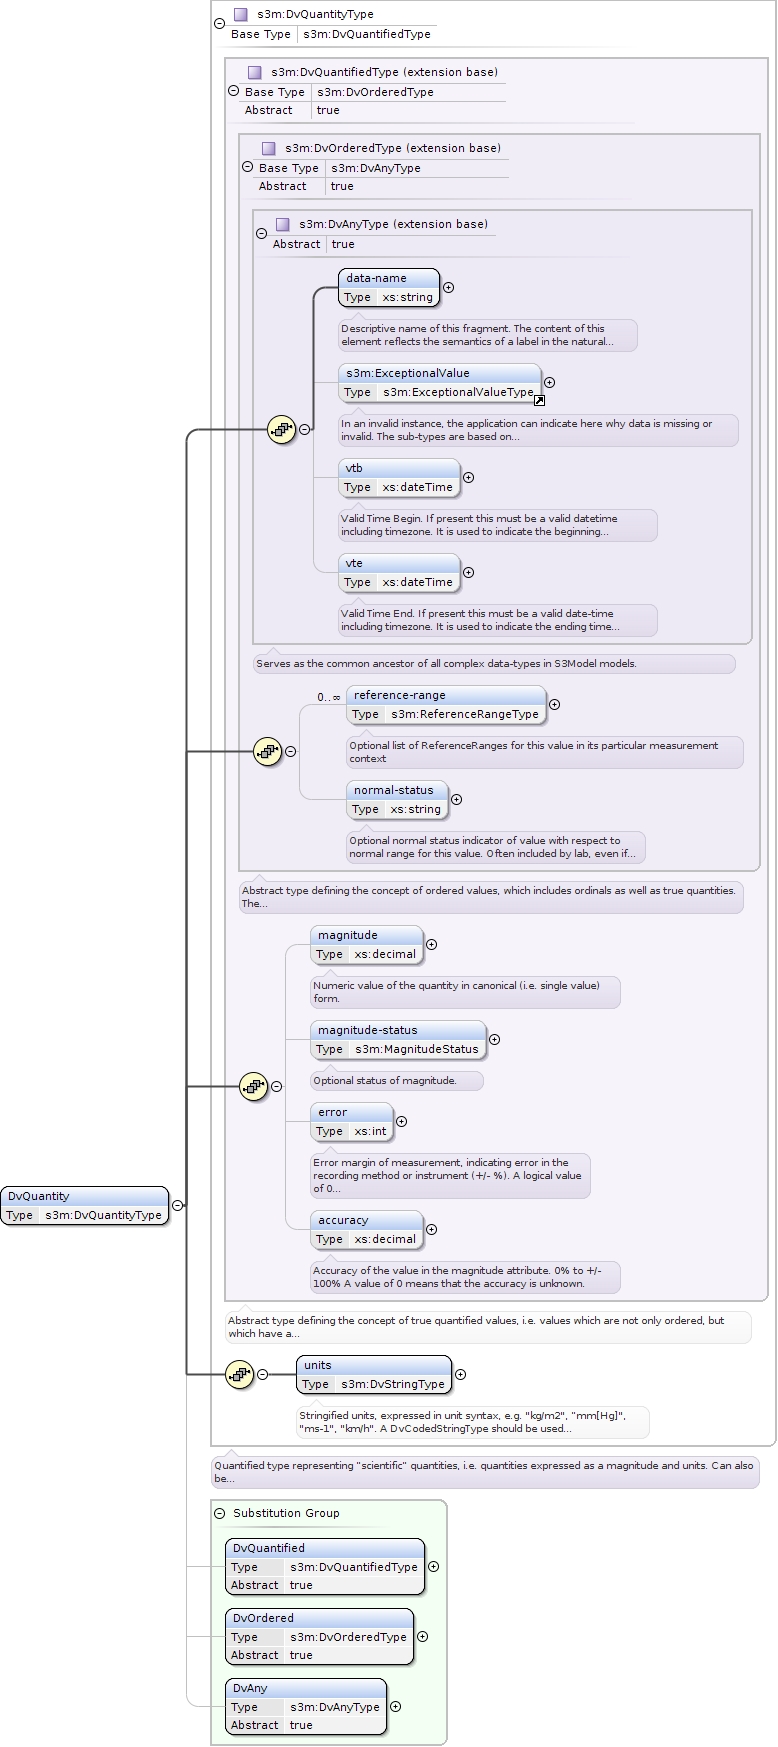 s3m:DvQuantityType
Base Type s3m:DvQuantifiedType
s3m:DvQuantifiedType (extension base)
Base Type s3m:DvOrderedType
Abstract true
s3m:DvOrderedType (extension base)
Base Type s3m:DvAnyType
Abstract true
s3m:DvAnyType (extension base)
Abstract true
data-name
Type xs:string
Descriptive name of this fragment. The content of this
element reflects the semantics of a label in the natural...
s3m:ExceptionalValue
Type s3m:ExceptionalValueType
In an invalid instance, the application can indicate here why data is missing or
invalid. The sub-types are based on...
vtb
Type xs:dateTime
Valid Time Begin. If present this must be a valid datetime
including timezone. It is used to indicate the beginning...
vte
Type xs:dateTime
Valid Time End. If present this must be a valid date-time
including timezone. It is used to indicate the ending time...
Serves as the common ancestor of all complex data-types in S3Model models.
0..∞
reference-range
Type s3m:ReferenceRangeType
Optional list of ReferenceRanges for this value in its particular measurement
context
normal-status
Type xs:string
Optional normal status indicator of value with respect to
normal range for this value. Often included by lab, even if...
Abstract type defining the concept of ordered values, which includes ordinals as well as true quantities.
The...
magnitude
Type xs:decimal
Numeric value of the quantity in canonical (i.e. single value)
form.
magnitude-status
Type s3m:MagnitudeStatus
Optional status of magnitude.
error
Type xs:int
Error margin of measurement, indicating error in the
recording method or instrument (+/- %). A logical value
of 0...
DvQuantity
Type s3m:DvQuantityType
accuracy
Type xs:decimal
Accuracy of the value in the magnitude attribute. 0% to +/-
100% A value of 0 means that the accuracy is unknown.
Abstract type defining the concept of true quantified values, i.e. values which are not only ordered, but
which have a...
units
Type s3m:DvStringType
Stringified units, expressed in unit syntax, e.g. "kg/m2", "mm[Hg]",
"ms-1", "km/h". A DvCodedStringType should be used...
Quantified type representing "scientific" quantities, i.e. quantities expressed as a magnitude and units. Can also
be...
Substitution Group
DvQuantified
Type s3m:DvQuantifiedType
Abstract true
DvOrdered
Type s3m:DvOrderedType
Abstract true
DvAny
Type s3m:DvAnyType
Abstract true